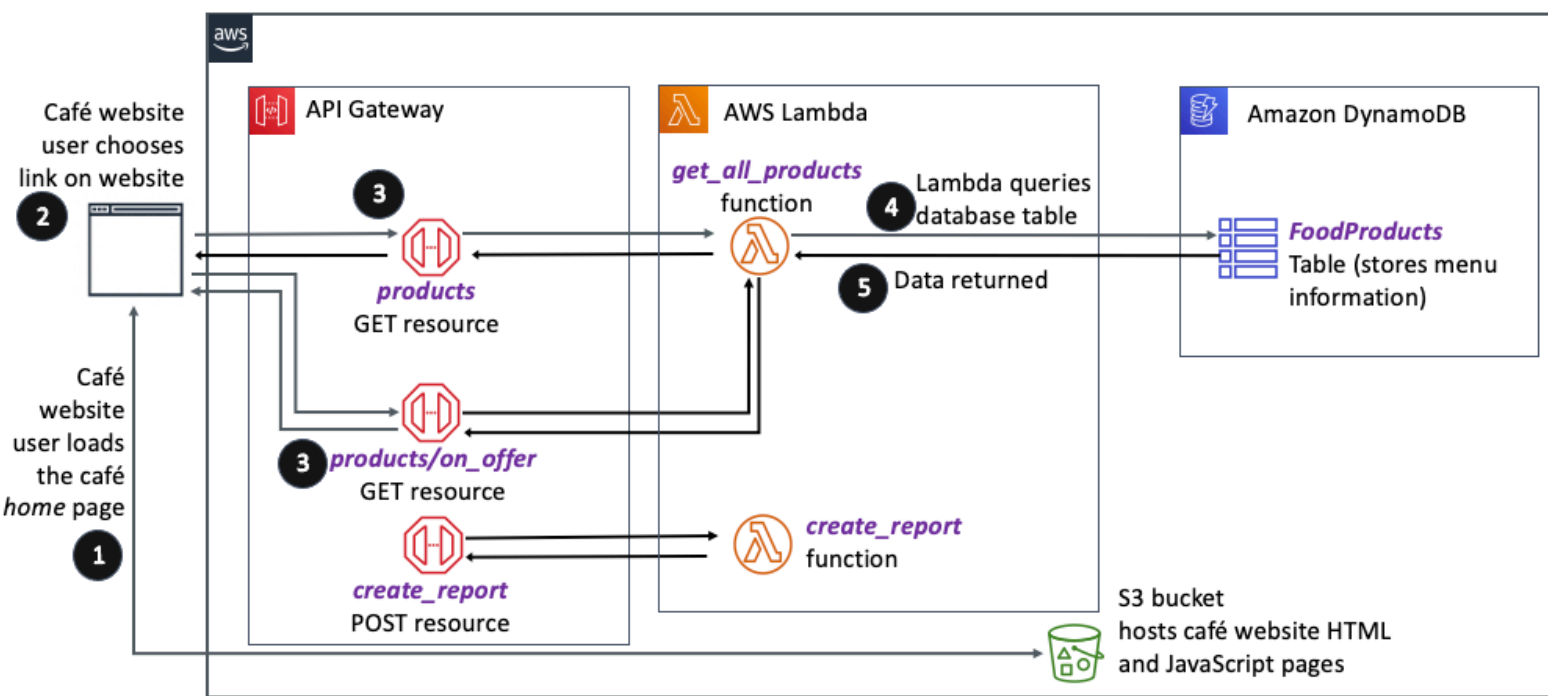 aws
API Gateway
AWS Lambda
Amazon DynamoDB
Café website
user chooses
link on website
2
3
get_all_products
function
4
Lambda queries
database table
FoodProducts
Table (stores menu
information)
products
GET resource
5
Data returned
Café
website
user loads
the café
home page
1
3
products/on_offer
GET resource
create_report
function
create_report
POST resource
S3 bucket
hosts café website HTML
and JavaScript pages